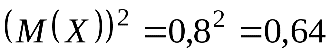 (M(X))² =0,8² =0,64